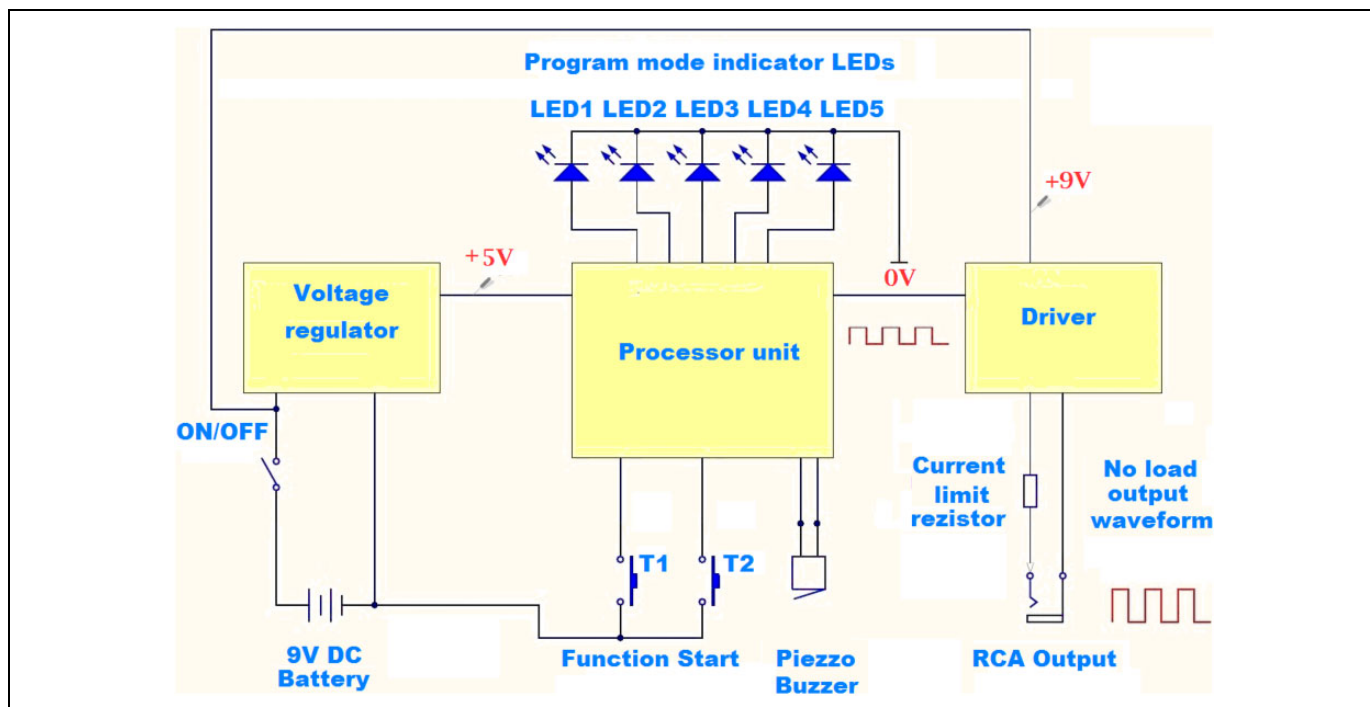 Program mode indicator LEDs
LED1 LED2 LED3 LED4 LED5
+9V
+5V
0V
Voltage
regulator
Processor unit
Driver
ON/OFF
Current
limit
rezistor
No load
output
waveform
T1
T2
9V DC
Battery
Function Start
Piezzo
Buzzer
RCA Output